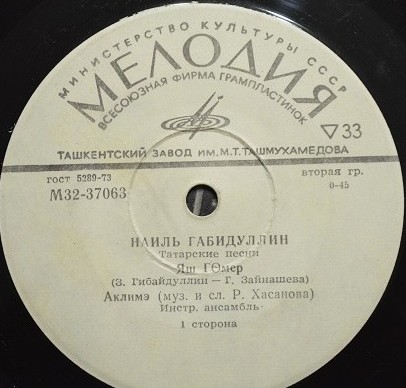 МИНИСТЕРСТВО КУЛЬТУРЫ СССР
МЕЛОДИЯ
ВСЕСОЮЗНАЯ ФИРМА ГРАМПЛАСТИНОК
▽33
ТАШКЕНТСКИЙ ЗАВОД ИМ. М.Т. ТАШМУХАМЕДОВА
гост 5289-73
вторая гр.
М32-37063
0-45
НАИЛЬ ГАБИДУЛЛИН
Татарские песни
Яш ГӨмер
(З. Гибайдуллин — Г. Зайнашева)
Аклимэ (муз. и сл. Р. Хасанова)
Инстр. ансамбль
1 сторона